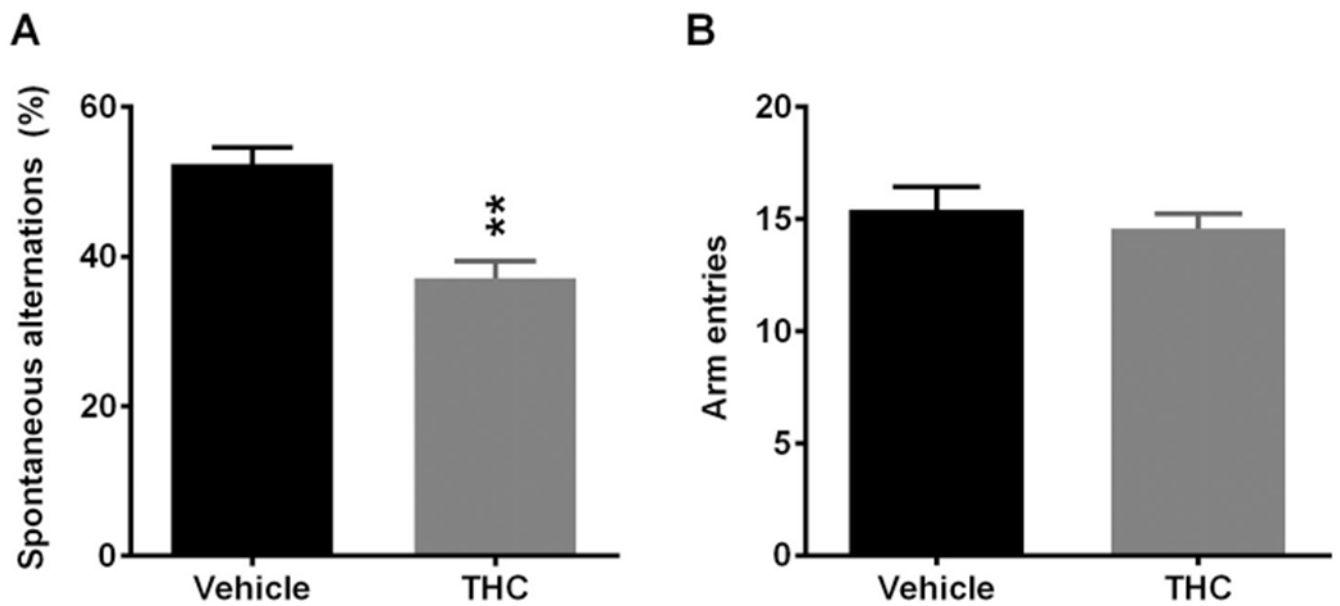 A
Spontaneous alternations (%)
60
40
20
0
**
Vehicle
THC
B
Arm entries
20
15
10
5
0
Vehicle
THC